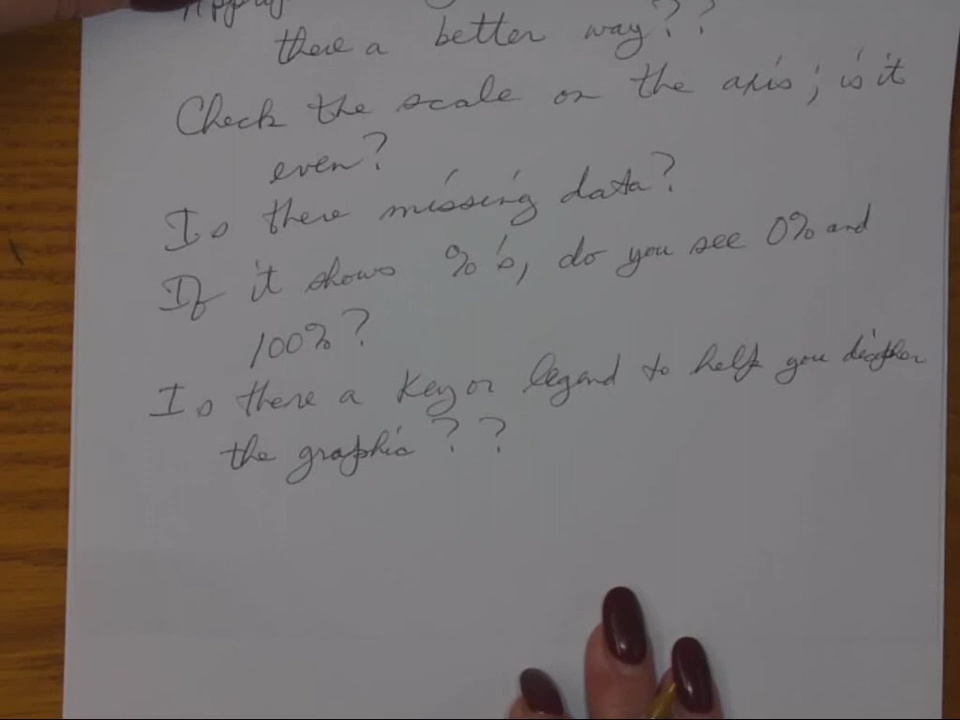 there a better way??
Check the scale on the axis; is it
even?
Is there missing data?
If it shows %'s, do you see 0% and
100%?
Is there a key or legend to help you decipher
the graphic??